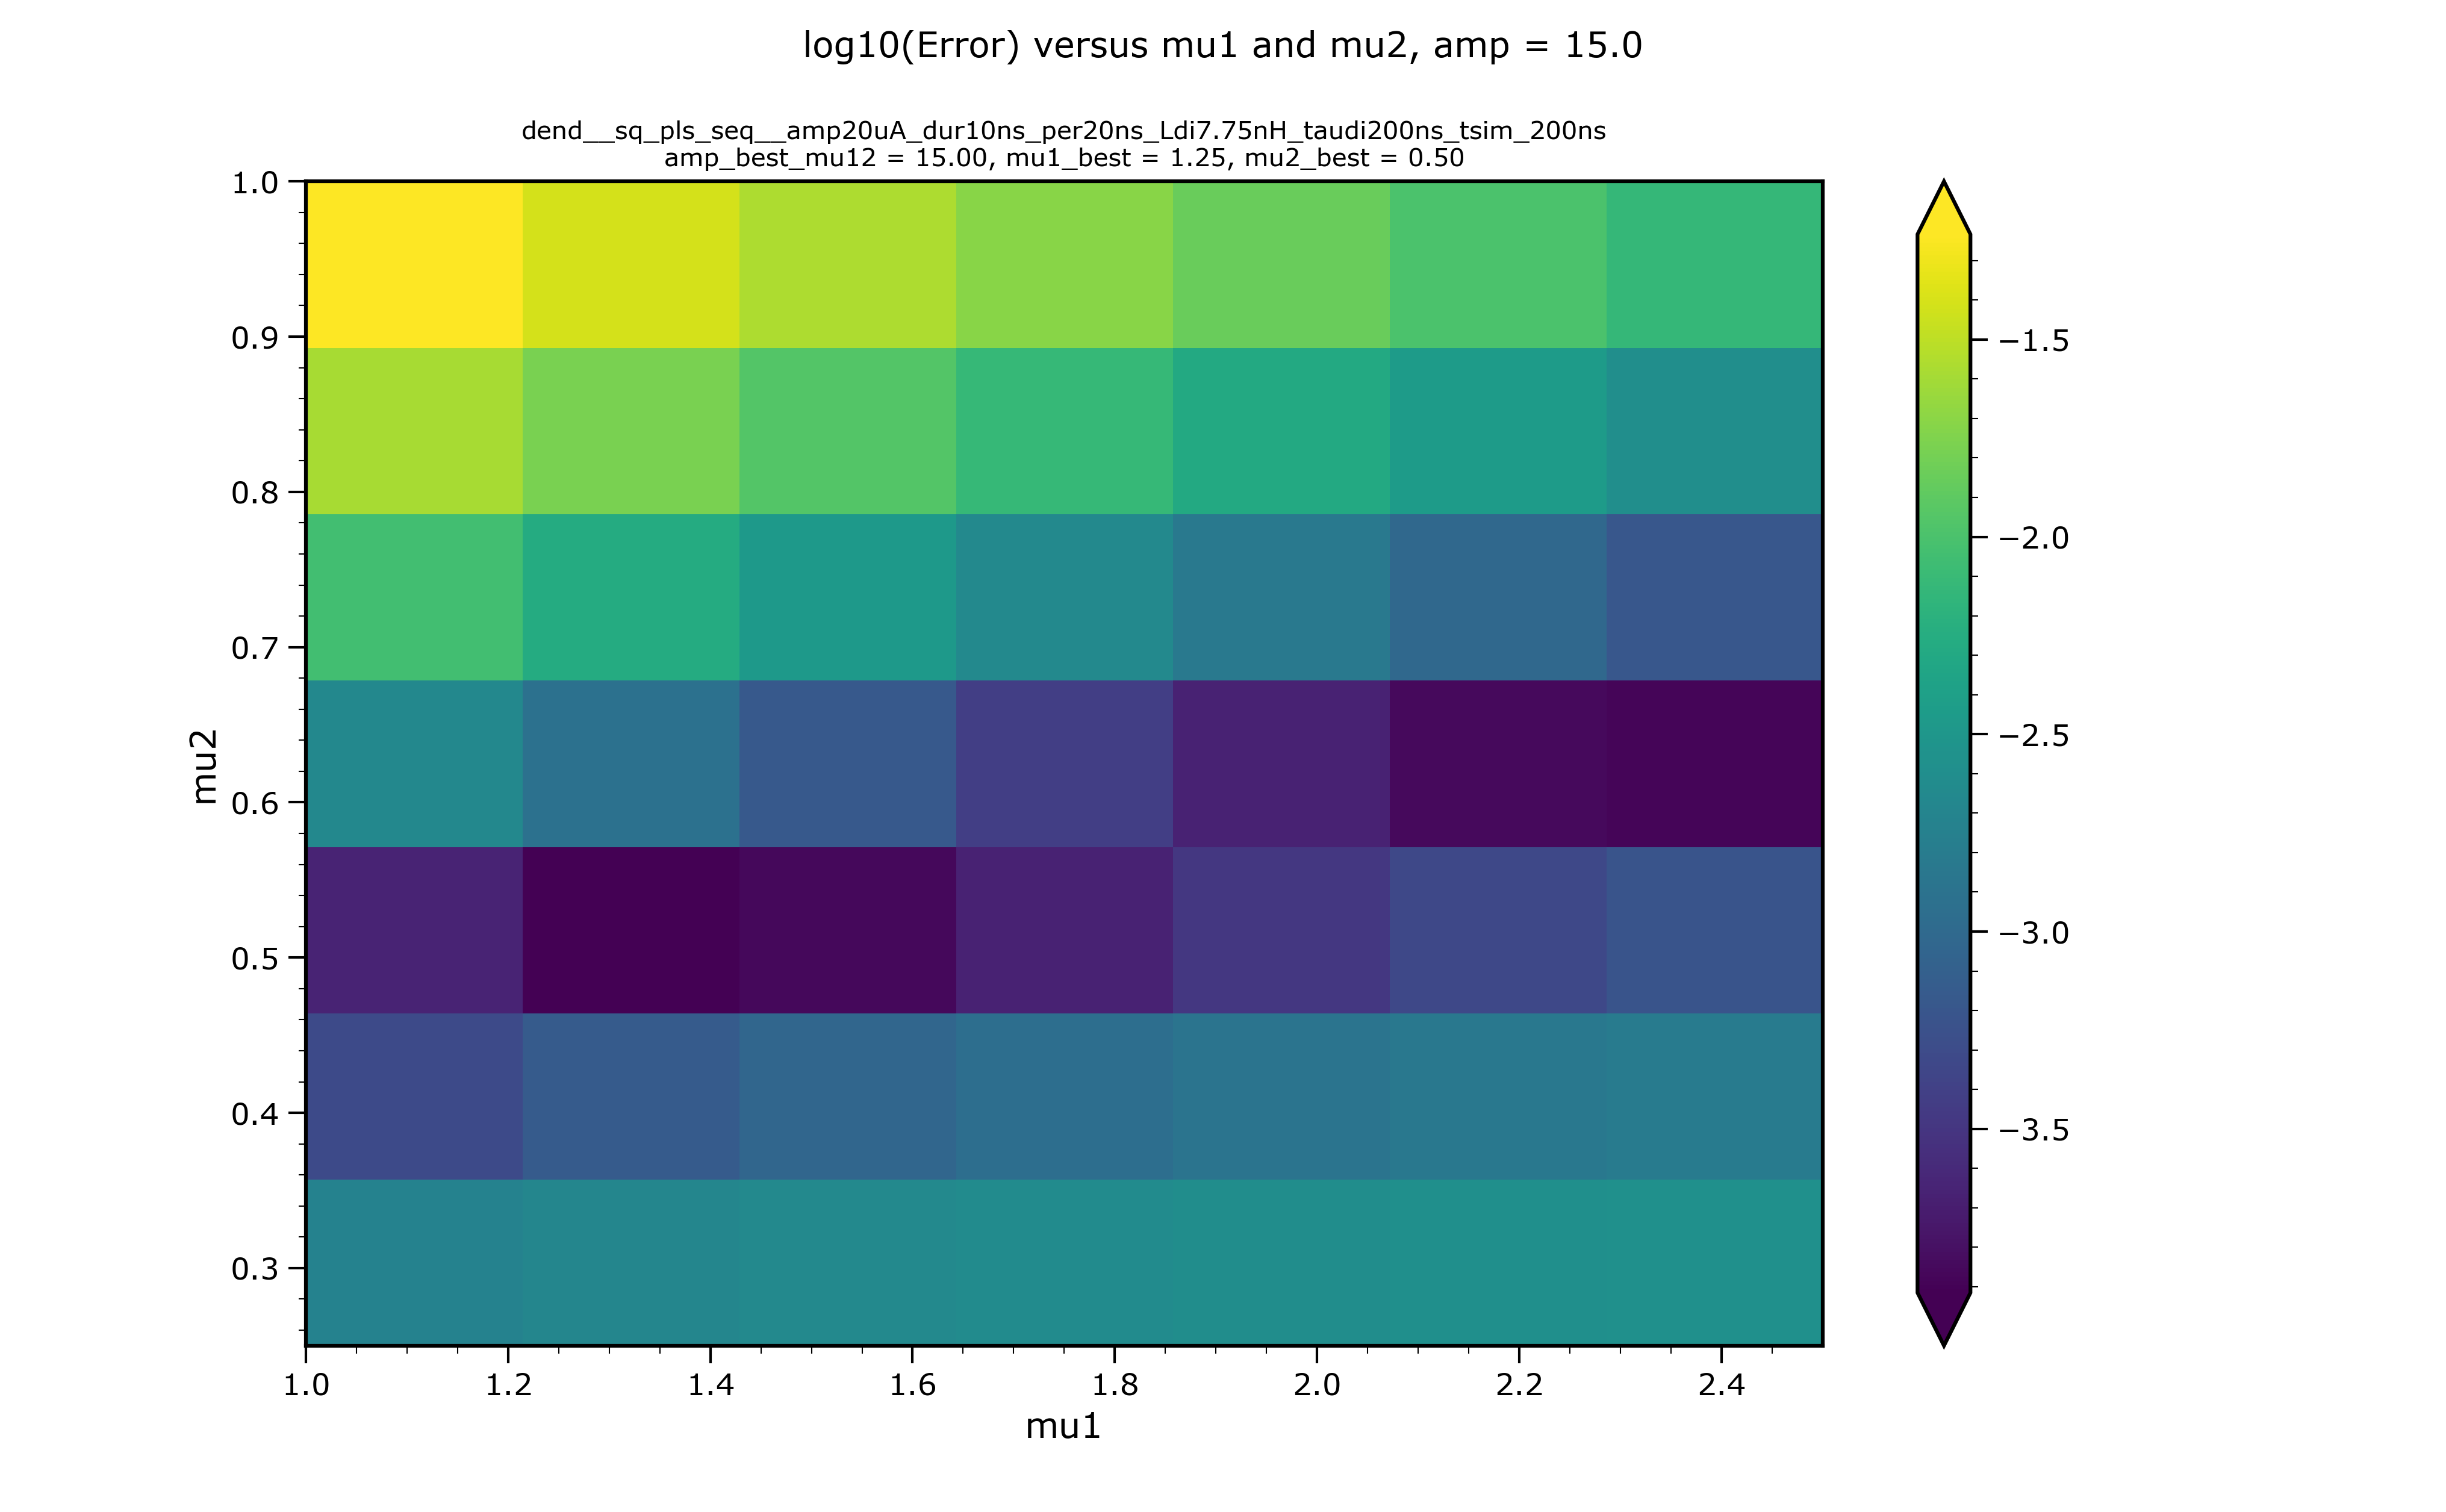 log10(Error) versus mu1 and mu2, amp = 15.0
dend__sq_pls_seq__amp20uA_dur10ns_per20ns_Ldi7.75nH_taudi200ns_tsim_200ns
amp_best_mu12 = 15.00, mu1_best = 1.25, mu2_best = 0.50
mu2
1.0
0.9
0.8
0.7
0.6
0.5
0.4
0.3
1.0 1.2 1.4 1.6 1.8 2.0 2.2 2.4
mu1
−1.5
−2.0
−2.5
−3.0
−3.5